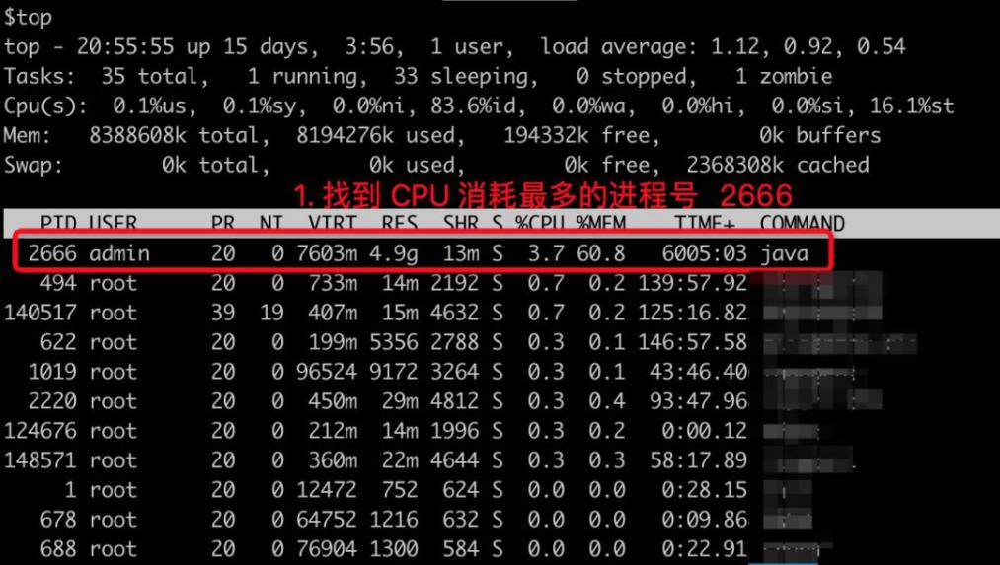 $top
top - 20:55:55 up 15 days,  3:56,  1 user,  load average: 1.12, 0.92, 0.54
Tasks:  35 total,   1 running,  33 sleeping,   0 stopped,   1 zombie
Cpu(s):  0.1%us,  0.1%sy,  0.0%ni, 83.6%id,  0.0%wa,  0.0%hi,  0.0%si, 16.1%st
Mem:   8388608k total,  8194276k used,   194332k free,        0k buffers
Swap:        0k total,        0k used,        0k free,  2368308k cached
1. 找到 CPU 消耗最多的进程号 2666
PID USER PR NI VIRT RES SHR S %CPU %MEM TIME+ COMMAND
2666 admin 20 0 7603m 4.9g 13m S 3.7 60.8 6005:03 java
494 root 20 0 733m 14m 2192 S 0.7 0.2 139:57.92
140517 root 39 19 407m 15m 4632 S 0.7 0.2 125:16.82
622 root 20 0 199m 5356 2788 S 0.3 0.1 146:57.58
1019 root 20 0 96524 9172 3264 S 0.3 0.1 43:46.40
2220 root 20 0 450m 29m 4812 S 0.3 0.4 93:47.96
124676 root 20 0 212m 14m 1996 S 0.3 0.2 0:00.12
148571 root 20 0 360m 22m 4644 S 0.3 0.3 58:17.89
1 root 20 0 12472 752 624 S 0.0 0.0 0:28.15
678 root 20 0 64752 1216 632 S 0.0 0.0 0:09.86
688 root 20 0 76904 1300 584 S 0.0 0.0 0:22.91